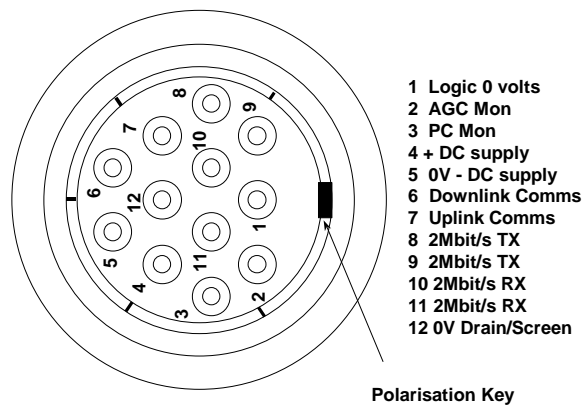 8
9
7
10
6
12
1
5
11
4
2
3
1 Logic 0 volts
2 AGC Mon
3 PC Mon
4 + DC supply
5 0V - DC supply
6 Downlink Comms
7 Uplink Comms
8 2Mbit/s TX
9 2Mbit/s TX
10 2Mbit/s RX
11 2Mbit/s RX
12 0V Drain/Screen
Polarisation Key